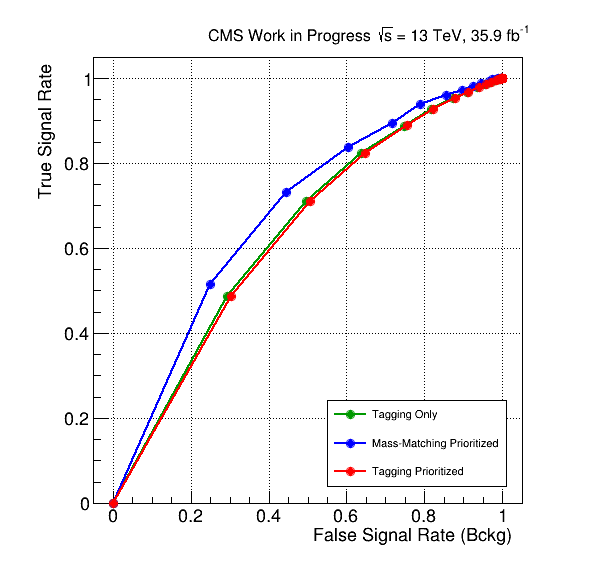 CMS Work in Progress √s = 13 TeV, 35.9 fb⁻¹
True Signal Rate
1
0.8
0.6
0.4
0.2
0
0 0.2 0.4 0.6 0.8 1
False Signal Rate (Bckg)
Tagging Only
Mass-Matching Prioritized
Tagging Prioritized